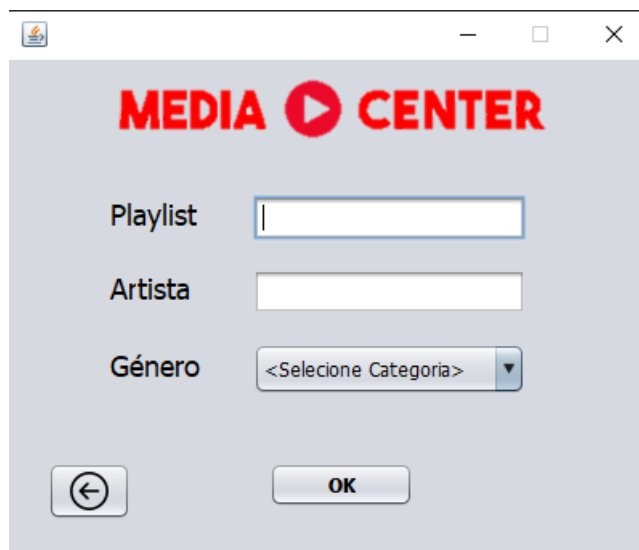 MEDIA CENTER
Playlist
Artista
Género
<Selecione Categoria>
OK